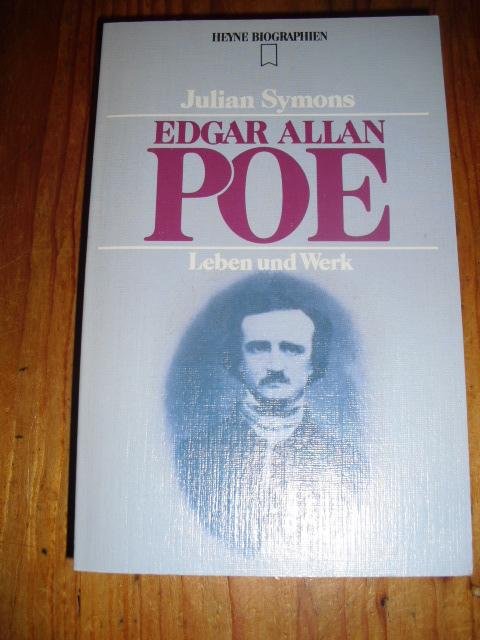 HEYNE BIOGRAPHIEN
Julian Symons
EDGAR ALLAN
POE
Leben und Werk